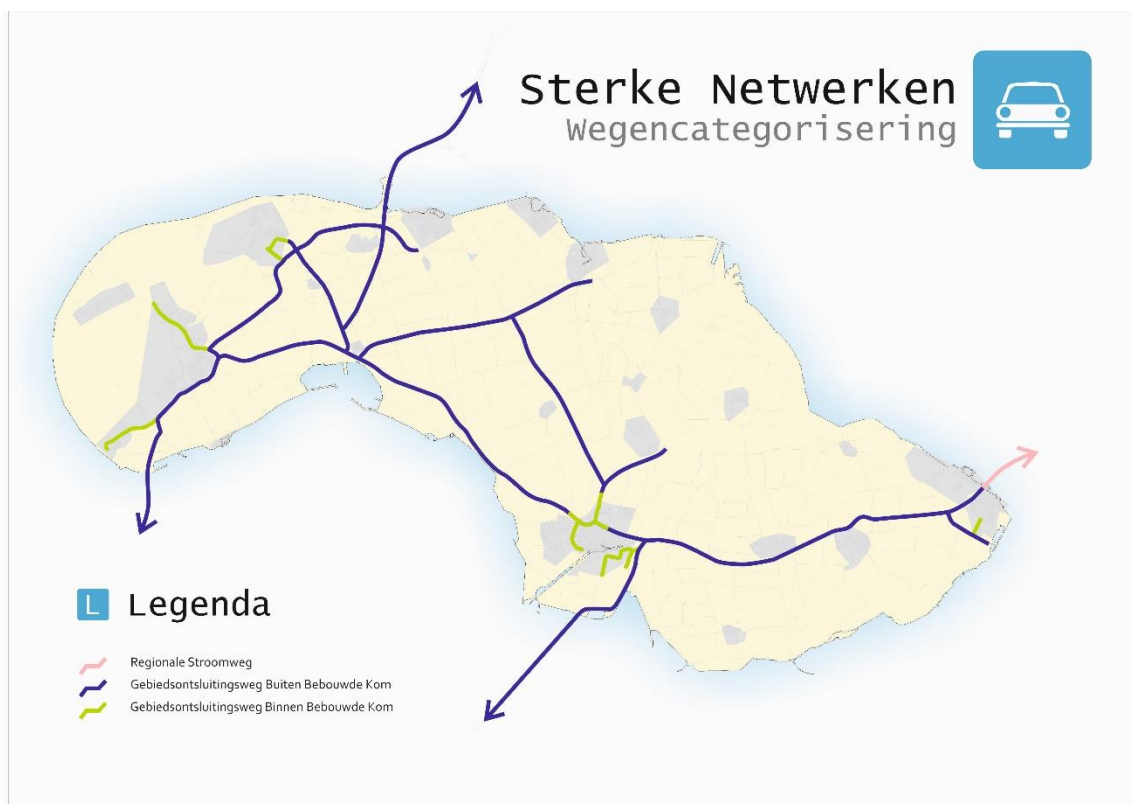 Sterke Netwerken
Wegencategorisering
L Legenda
Regionale Stroomweg
Gebiedsontsluitingsweg Buiten Bebouwde Kom
Gebiedsontsluitingsweg Binnen Bebouwde Kom